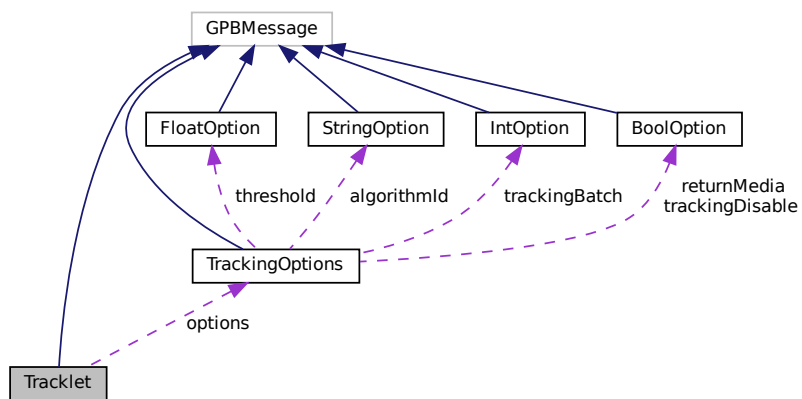 GPBMessage
FloatOption
StringOption
IntOption
BoolOption
threshold
algorithmId
trackingBatch
returnMedia
trackingDisable
TrackingOptions
options
Tracklet